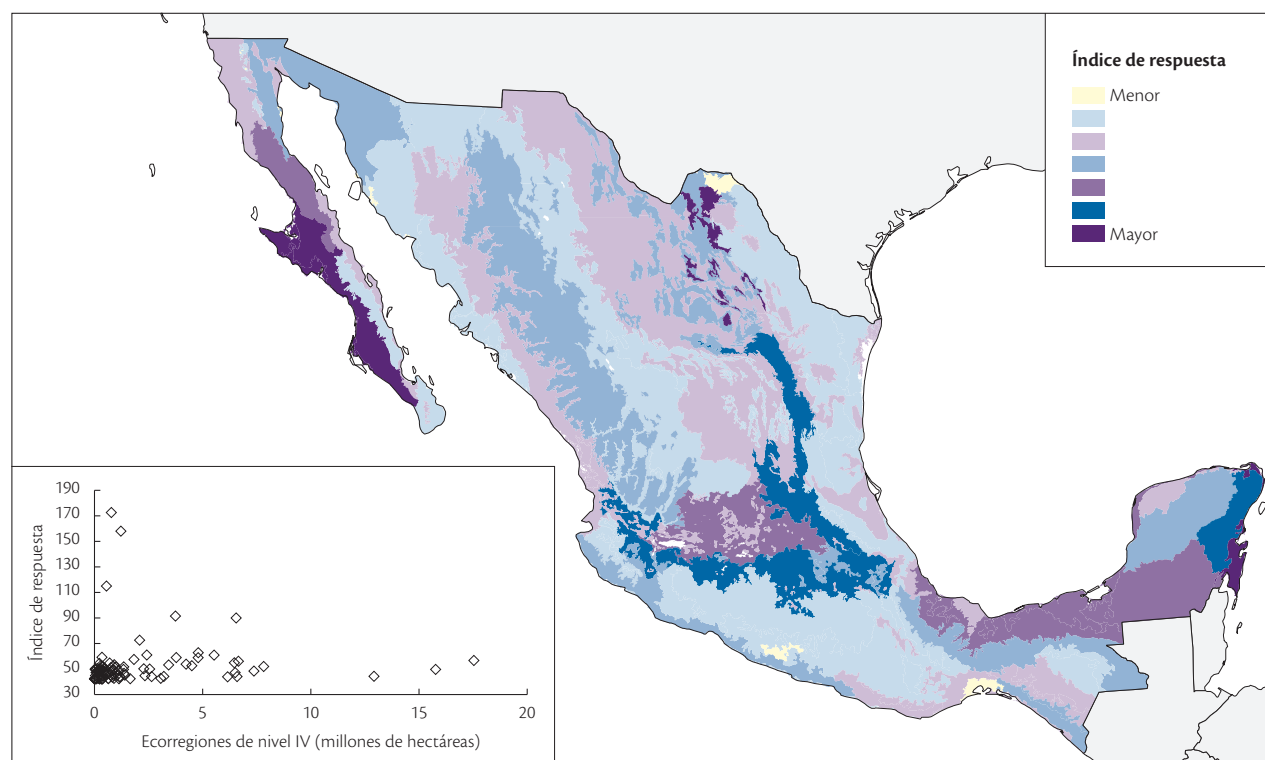 Índice de respuesta
Menor
Mayor
190
170
150
130
110
90
70
50
30
Índice de respuesta
0 5 10 15 20
Ecorregiones de nivel IV (millones de hectáreas)